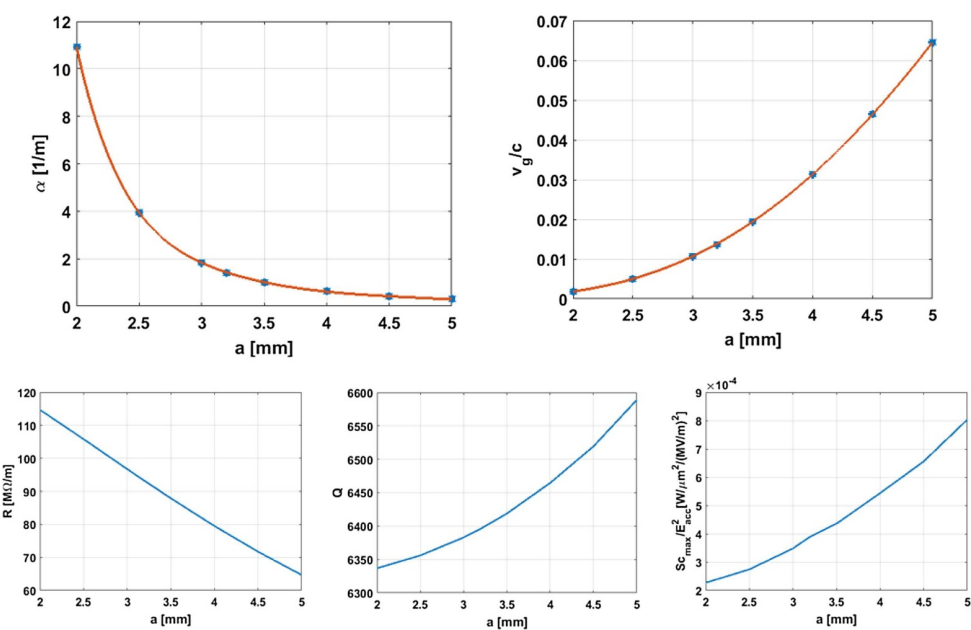 12
10
8
6
4
2
0
α [1/m]
2 2.5 3 3.5 4 4.5 5
a [mm]
0.07
0.06
0.05
0.04
0.03
0.02
0.01
0
v_g/c
2 2.5 3 3.5 4 4.5 5
a [mm]
120
110
100
90
80
70
60
R [MΩ/m]
2 2.5 3 3.5 4 4.5 5
a [mm]
6600
6550
6500
6450
6400
6350
6300
Q
2 2.5 3 3.5 4 4.5 5
a [mm]
×10⁻⁴
9
8
7
6
5
4
3
2
Sc_max/E²_acc[W/μm²/(MV/m)²]
2 2.5 3 3.5 4 4.5 5
a [mm]